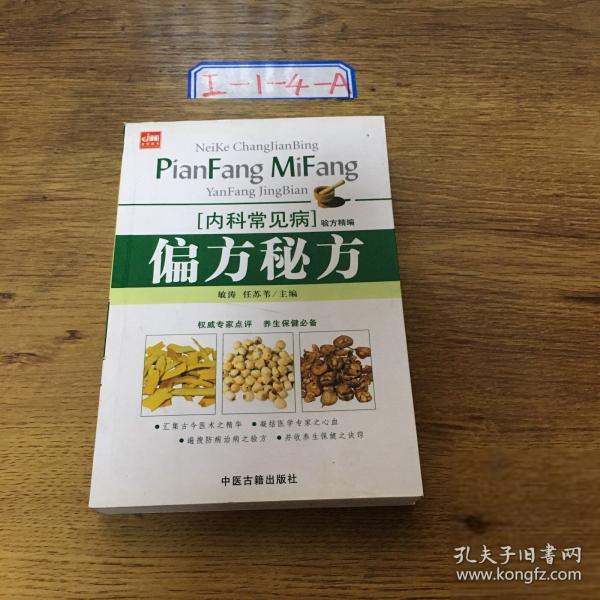 I-1-4-A
NeiKe ChangJianBing
PianFang MiFang
YanFang JingBian
[内科常见病] 验方精编
偏方秘方
敏涛 任苏苇/主编
权威专家点评 养生保健必备
●汇集古今医术之精华 ●凝结医学专家之心血
●遍搜防病治病之验方 ●并收养生保健之诀窍
中医古籍出版社
孔夫子旧书网
www.kongfz.com